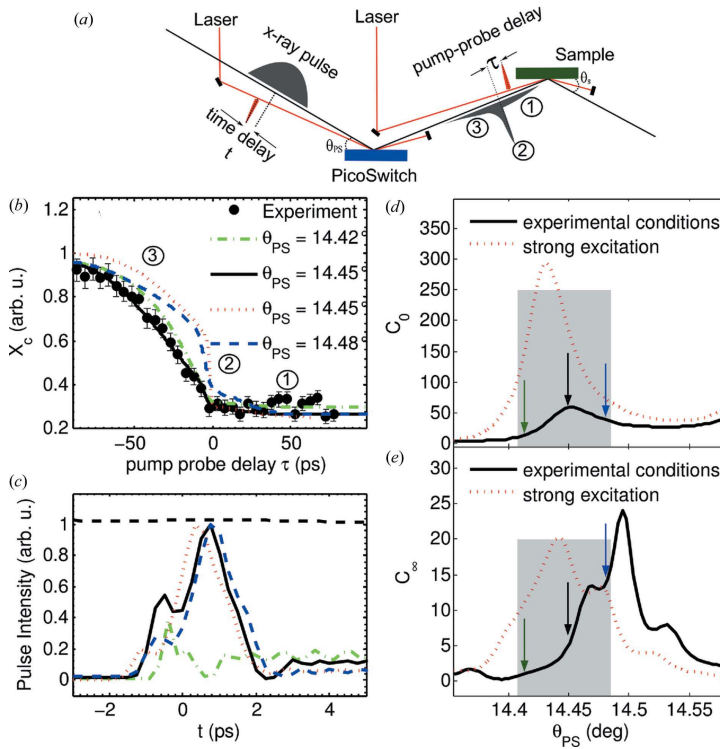 (a)
Laser
x-ray pulse
time delay
t
θPS
PicoSwitch
Laser
pump-probe delay
τ
Sample
θs
1
3
2
(b)
1.2
1
0.8
0.6
0.4
0.2
Xc (arb. u.)
Experiment
θPS = 14.42°
θPS = 14.45°
θPS = 14.45°
θPS = 14.48°
3
2
1
−50
0
50
pump probe delay τ (ps)
(c)
1
0.8
0.6
0.4
0.2
0
Pulse Intensity (arb. u.)
−2
0
2
4
t (ps)
(d)
experimental conditions
strong excitation
350
300
250
200
150
100
50
0
C0
(e)
experimental conditions
strong excitation
30
25
20
15
10
5
0
C∞
14.4
14.45
14.5
14.55
θPS (deg)